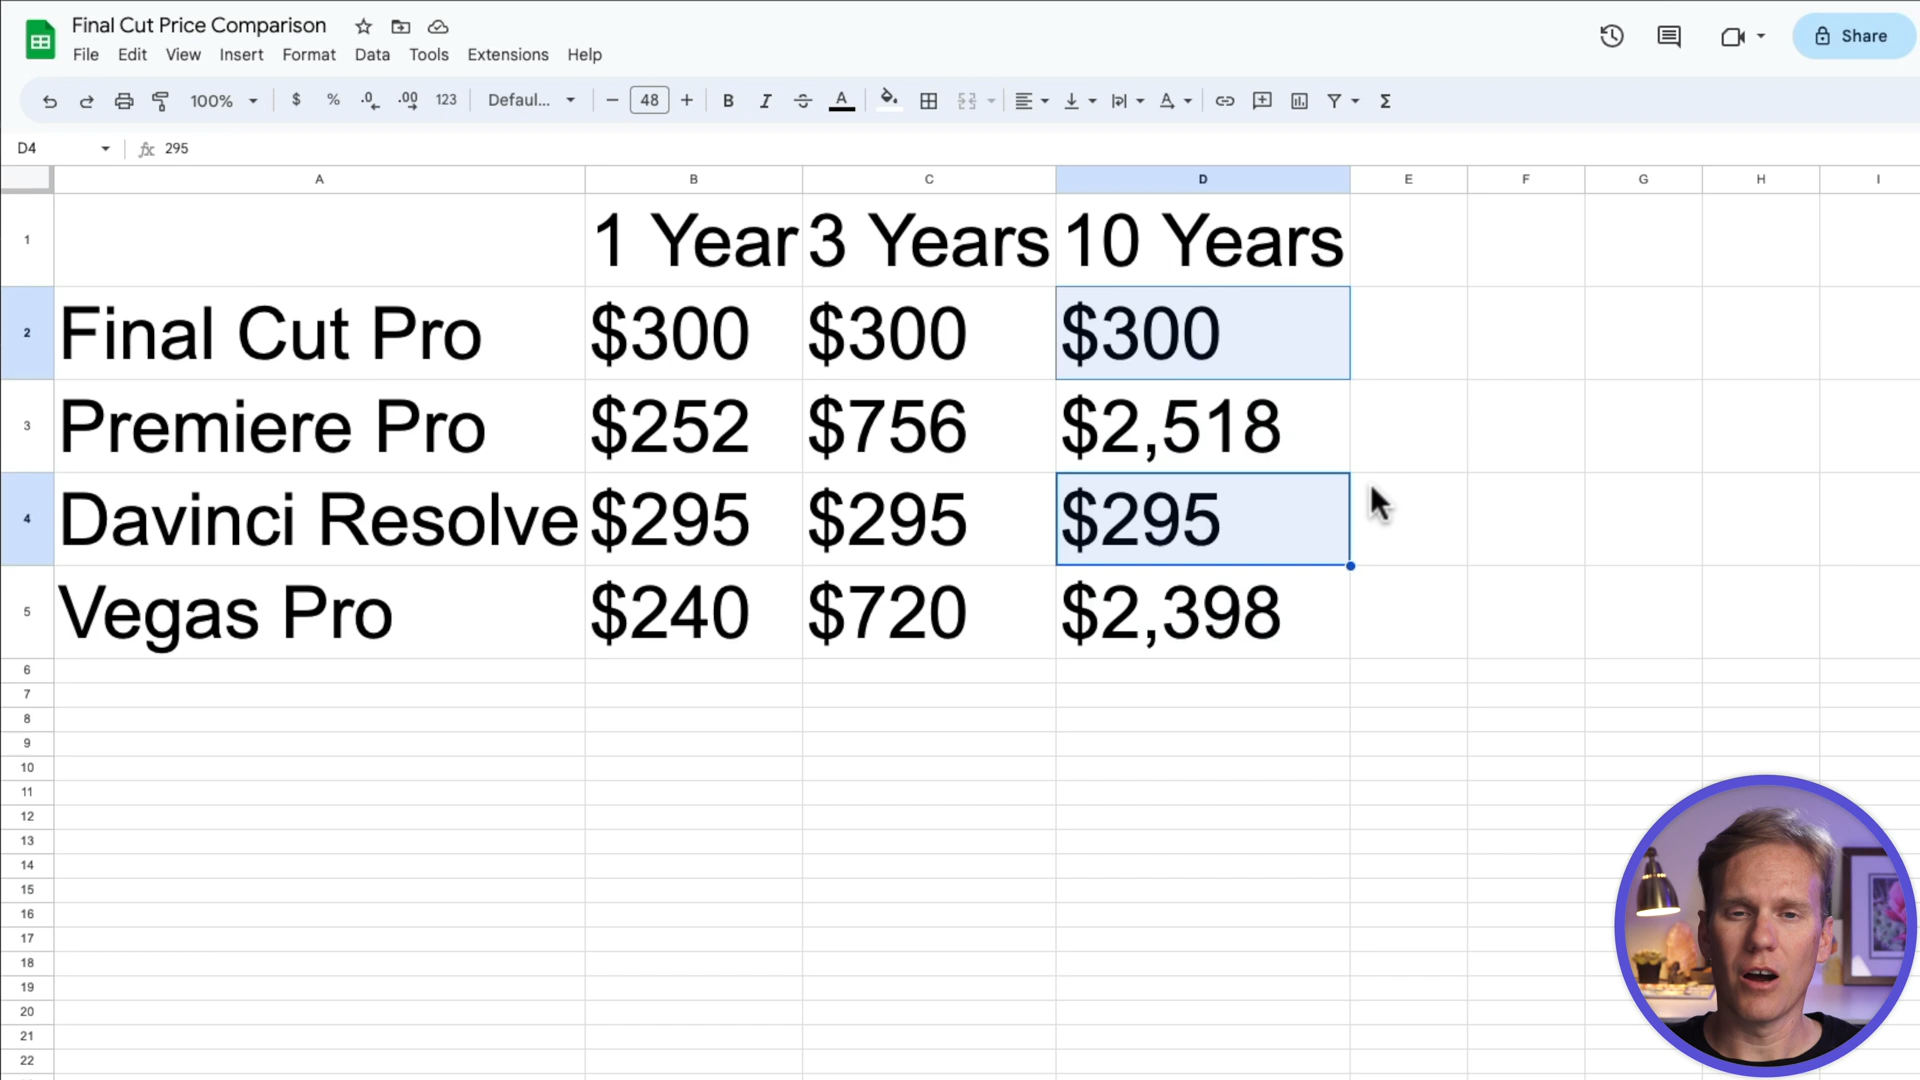 Final Cut Price Comparison
File Edit View Insert Format Data Tools Extensions Help
Share
100% $ % .0 .00 123 Defaul... 48 B I S A
D4 fx 295
A B C D E F G H I
1 1 Year 3 Years 10 Years
2 Final Cut Pro $300 $300 $300
3 Premiere Pro $252 $756 $2,518
4 Davinci Resolve $295 $295 $295
5 Vegas Pro $240 $720 $2,398
6
7
8
9
10
11
12
13
14
15
16
17
18
19
20
21
22